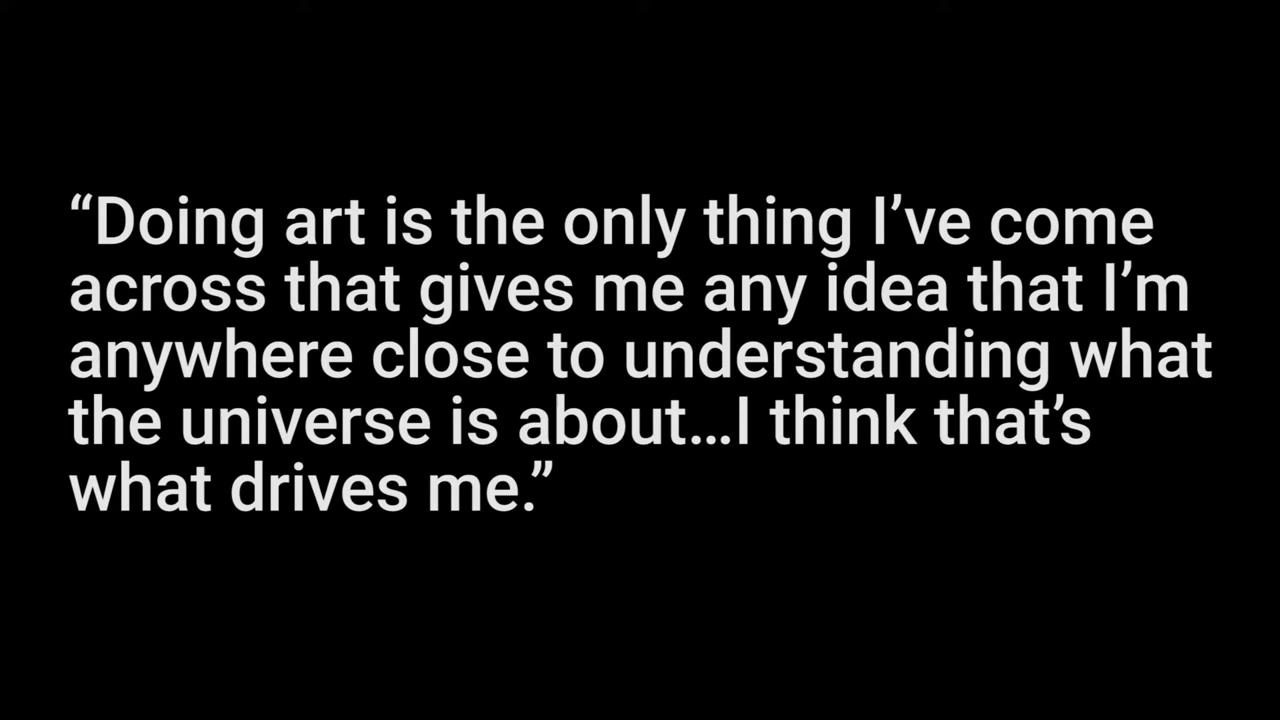 “Doing art is the only thing I’ve come
across that gives me any idea that I’m
anywhere close to understanding what
the universe is about…I think that’s
what drives me.”